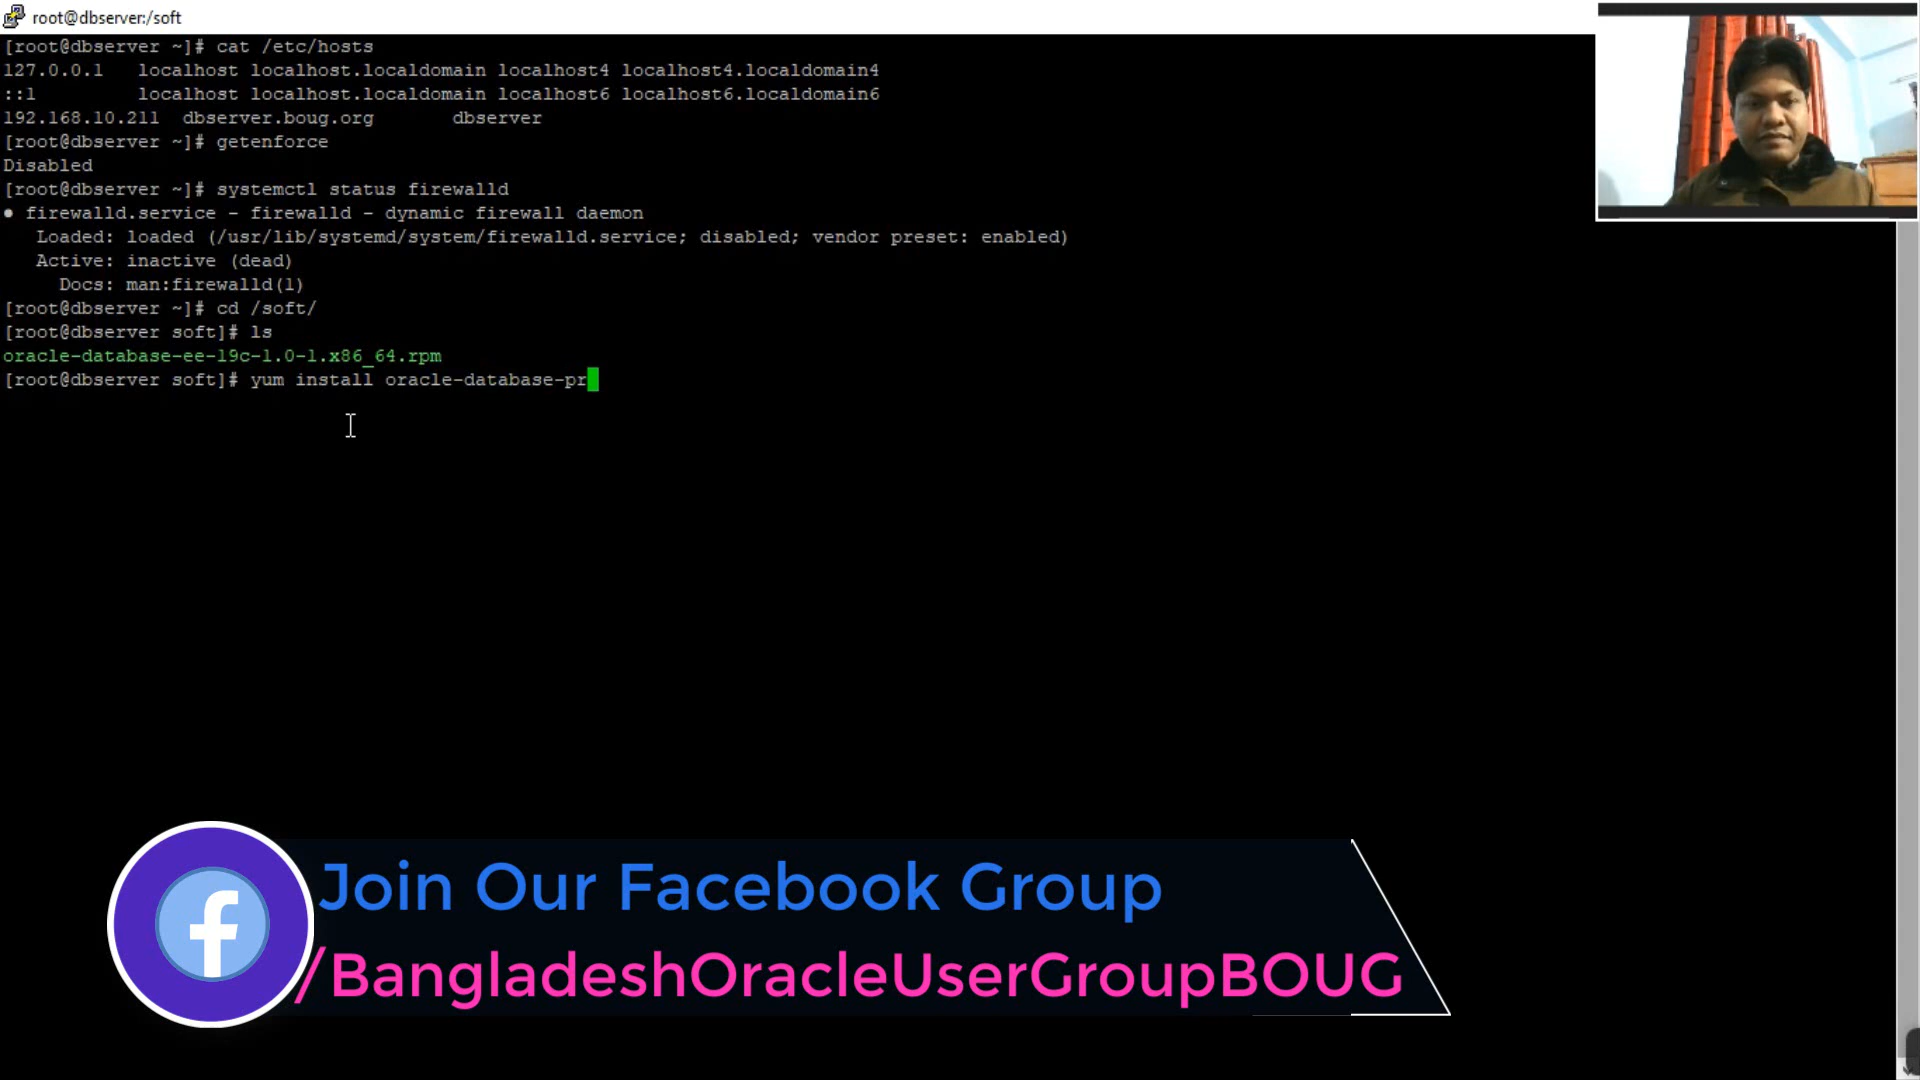 root@dbserver:/soft
[root@dbserver ~]# cat /etc/hosts
127.0.0.1   localhost localhost.localdomain localhost4 localhost4.localdomain4
::1         localhost localhost.localdomain localhost6 localhost6.localdomain6
192.168.10.211  dbserver.boug.org       dbserver
[root@dbserver ~]# getenforce
Disabled
[root@dbserver ~]# systemctl status firewalld
● firewalld.service - firewalld - dynamic firewall daemon
   Loaded: loaded (/usr/lib/systemd/system/firewalld.service; disabled; vendor preset: enabled)
   Active: inactive (dead)
     Docs: man:firewalld(1)
[root@dbserver ~]# cd /soft/
[root@dbserver soft]# ls
oracle-database-ee-19c-1.0-1.x86_64.rpm
[root@dbserver soft]# yum install oracle-database-pr
Join Our Facebook Group
/BangladeshOracleUserGroupBOUG